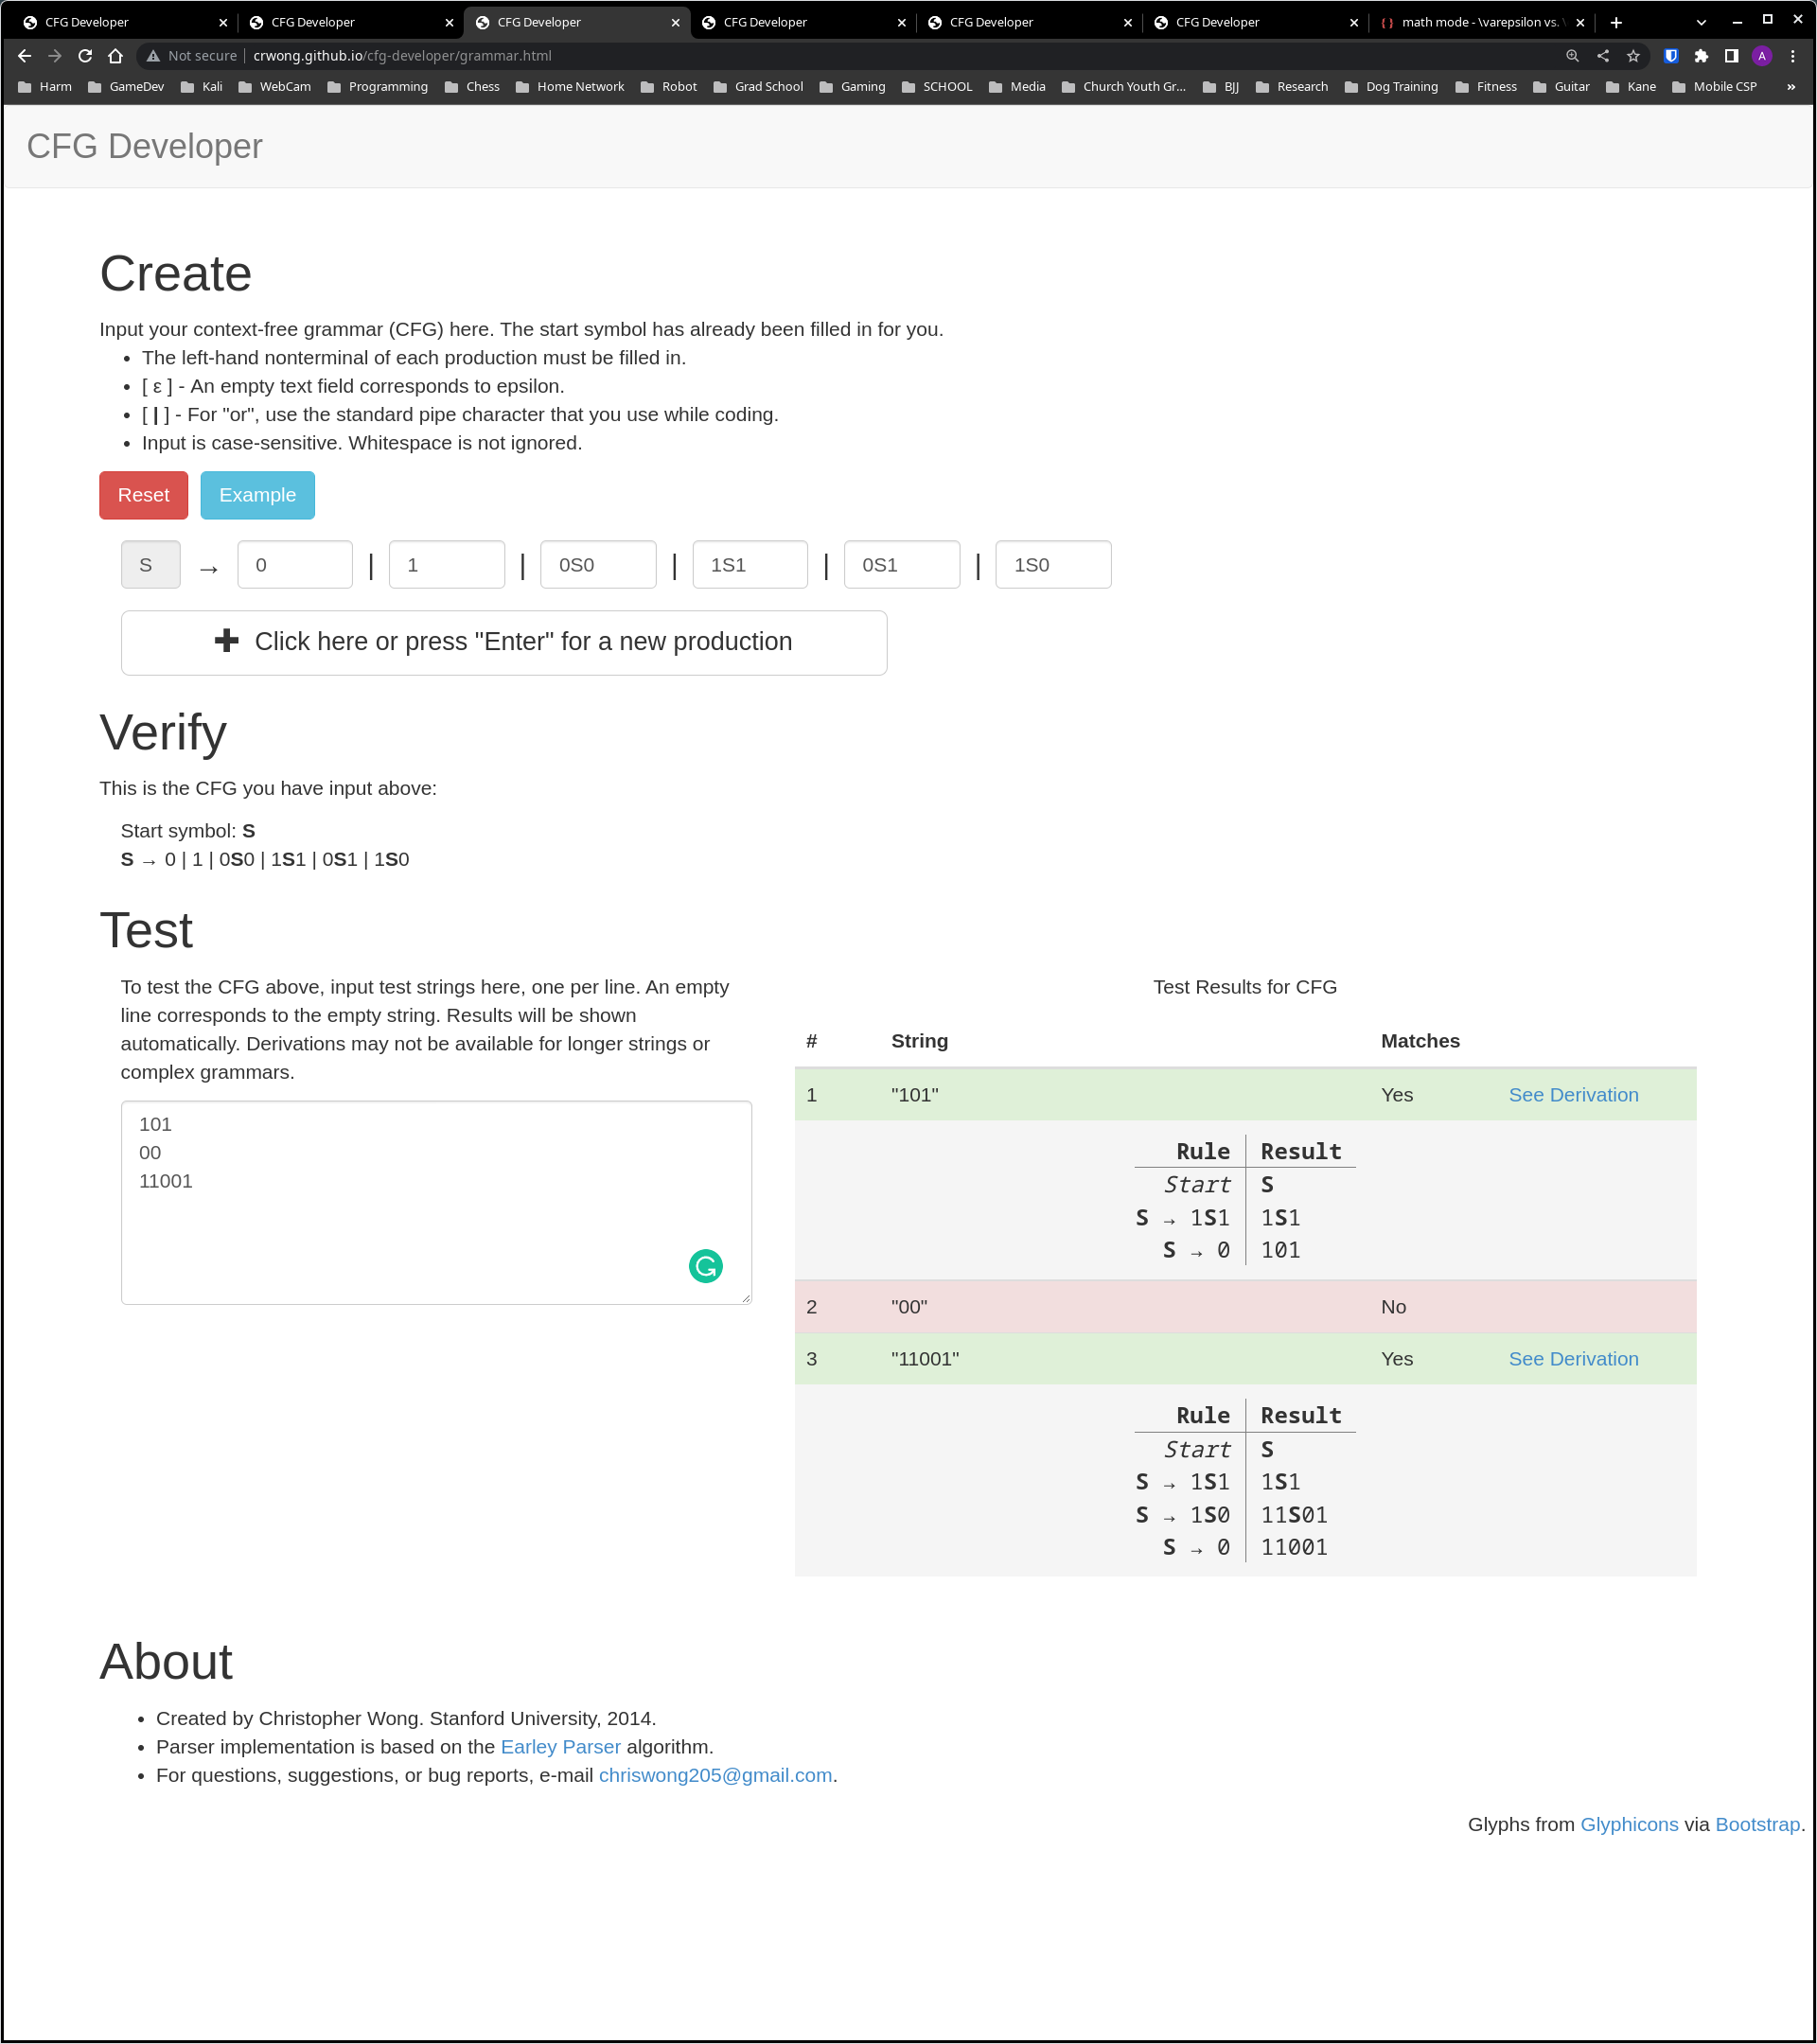 CFG Developer
CFG Developer
CFG Developer
CFG Developer
CFG Developer
CFG Developer
math mode - \varepsilon vs.
Not secure crwong.github.io/cfg-developer/grammar.html
A
Harm GameDev Kali WebCam Programming Chess Home Network Robot Grad School Gaming SCHOOL Media Church Youth Gr... BJJ Research Dog Training Fitness Guitar Kane Mobile CSP »
CFG Developer
Create
Input your context-free grammar (CFG) here. The start symbol has already been filled in for you.
• The left-hand nonterminal of each production must be filled in.
• [ ε ] - An empty text field corresponds to epsilon.
• [ | ] - For "or", use the standard pipe character that you use while coding.
• Input is case-sensitive. Whitespace is not ignored.
Reset Example
S → 0 | 1 | 0S0 | 1S1 | 0S1 | 1S0
Click here or press "Enter" for a new production
Verify
This is the CFG you have input above:
Start symbol: S
S → 0 | 1 | 0S0 | 1S1 | 0S1 | 1S0
Test
To test the CFG above, input test strings here, one per line. An empty
line corresponds to the empty string. Results will be shown
automatically. Derivations may not be available for longer strings or
complex grammars.
101
00
11001
Test Results for CFG
# String Matches
1 "101" Yes See Derivation
Rule Result
Start S
S → 1S1 1S1
S → 0 101
2 "00" No
3 "11001" Yes See Derivation
Rule Result
Start S
S → 1S1 1S1
S → 1S0 11S01
S → 0 11001
About
• Created by Christopher Wong. Stanford University, 2014.
• Parser implementation is based on the Earley Parser algorithm.
• For questions, suggestions, or bug reports, e-mail chriswong205@gmail.com.
Glyphs from Glyphicons via Bootstrap.